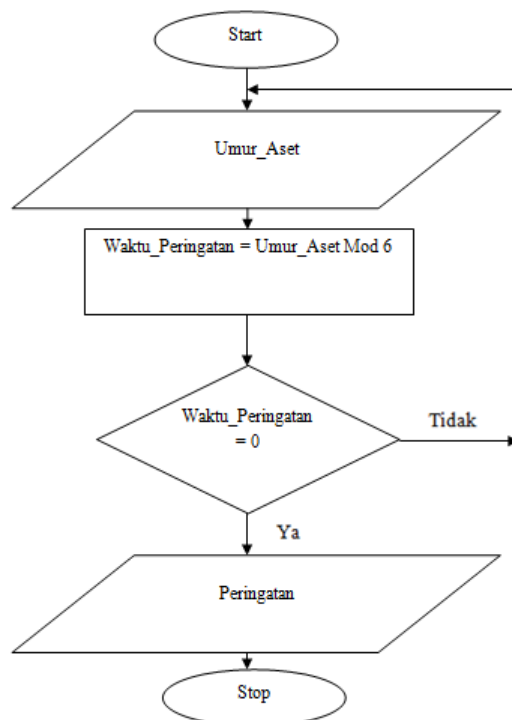 Start
Umur_Aset
Waktu_Peringatan = Umur_Aset Mod 6
Waktu_Peringatan
= 0
Tidak
Ya
Peringatan
Stop